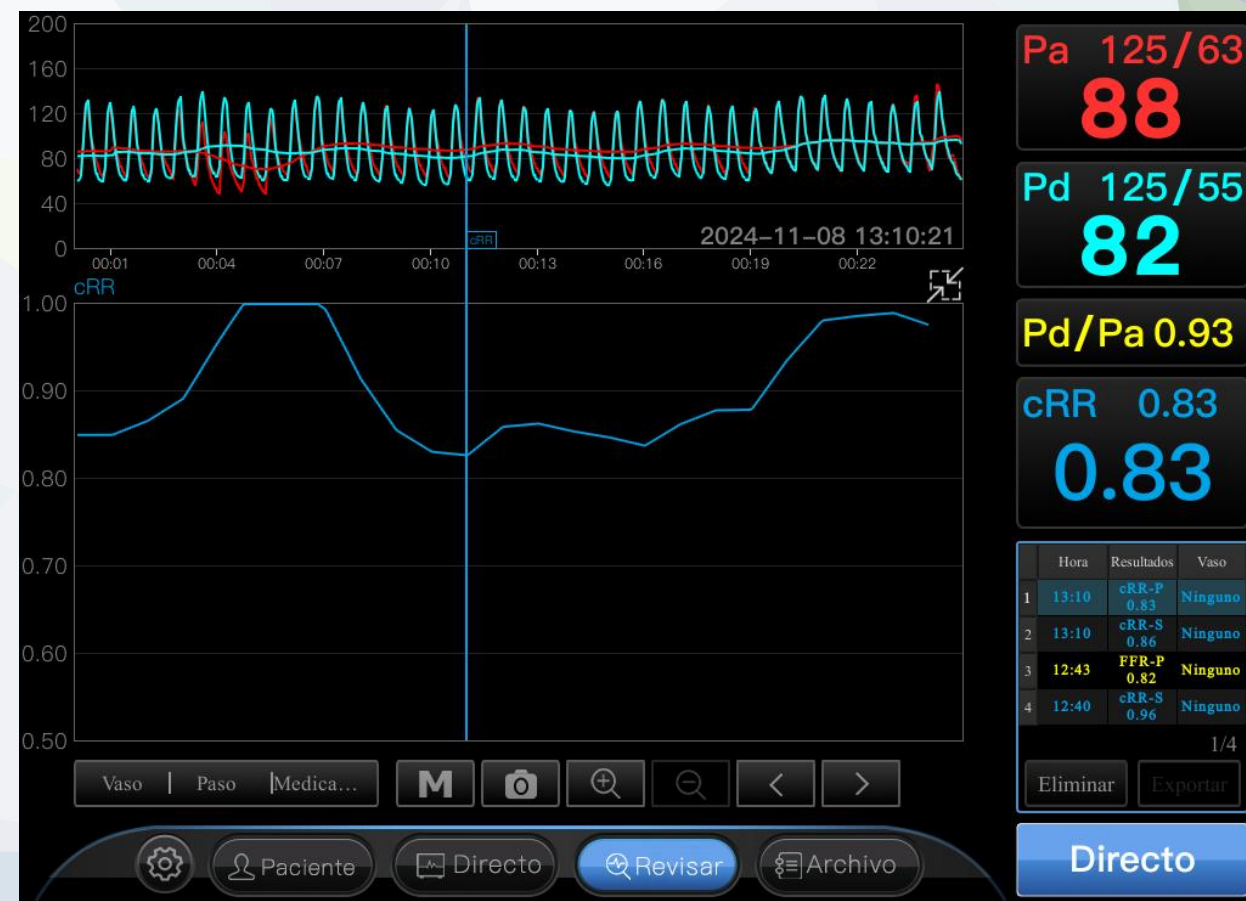 200
160
120
80
40
0
cRR
2024-11-08 13:10:21
00:01 00:04 00:07 00:10 00:13 00:16 00:19 00:22
cRR
1.00
0.90
0.80
0.70
0.60
0.50
Vaso | Paso |Medica... M
Paciente Directo Revisar Archivo
Pa 125/63
88
Pd 125/55
82
Pd/Pa 0.93
cRR 0.83
0.83
Hora Resultados Vaso
1 13:10 cRR-P 0.83 Ninguno
2 13:10 cRR-S 0.86 Ninguno
3 12:43 FFR-P 0.82 Ninguno
4 12:40 cRR-S 0.96 Ninguno
1/4
Eliminar Exportar
Directo